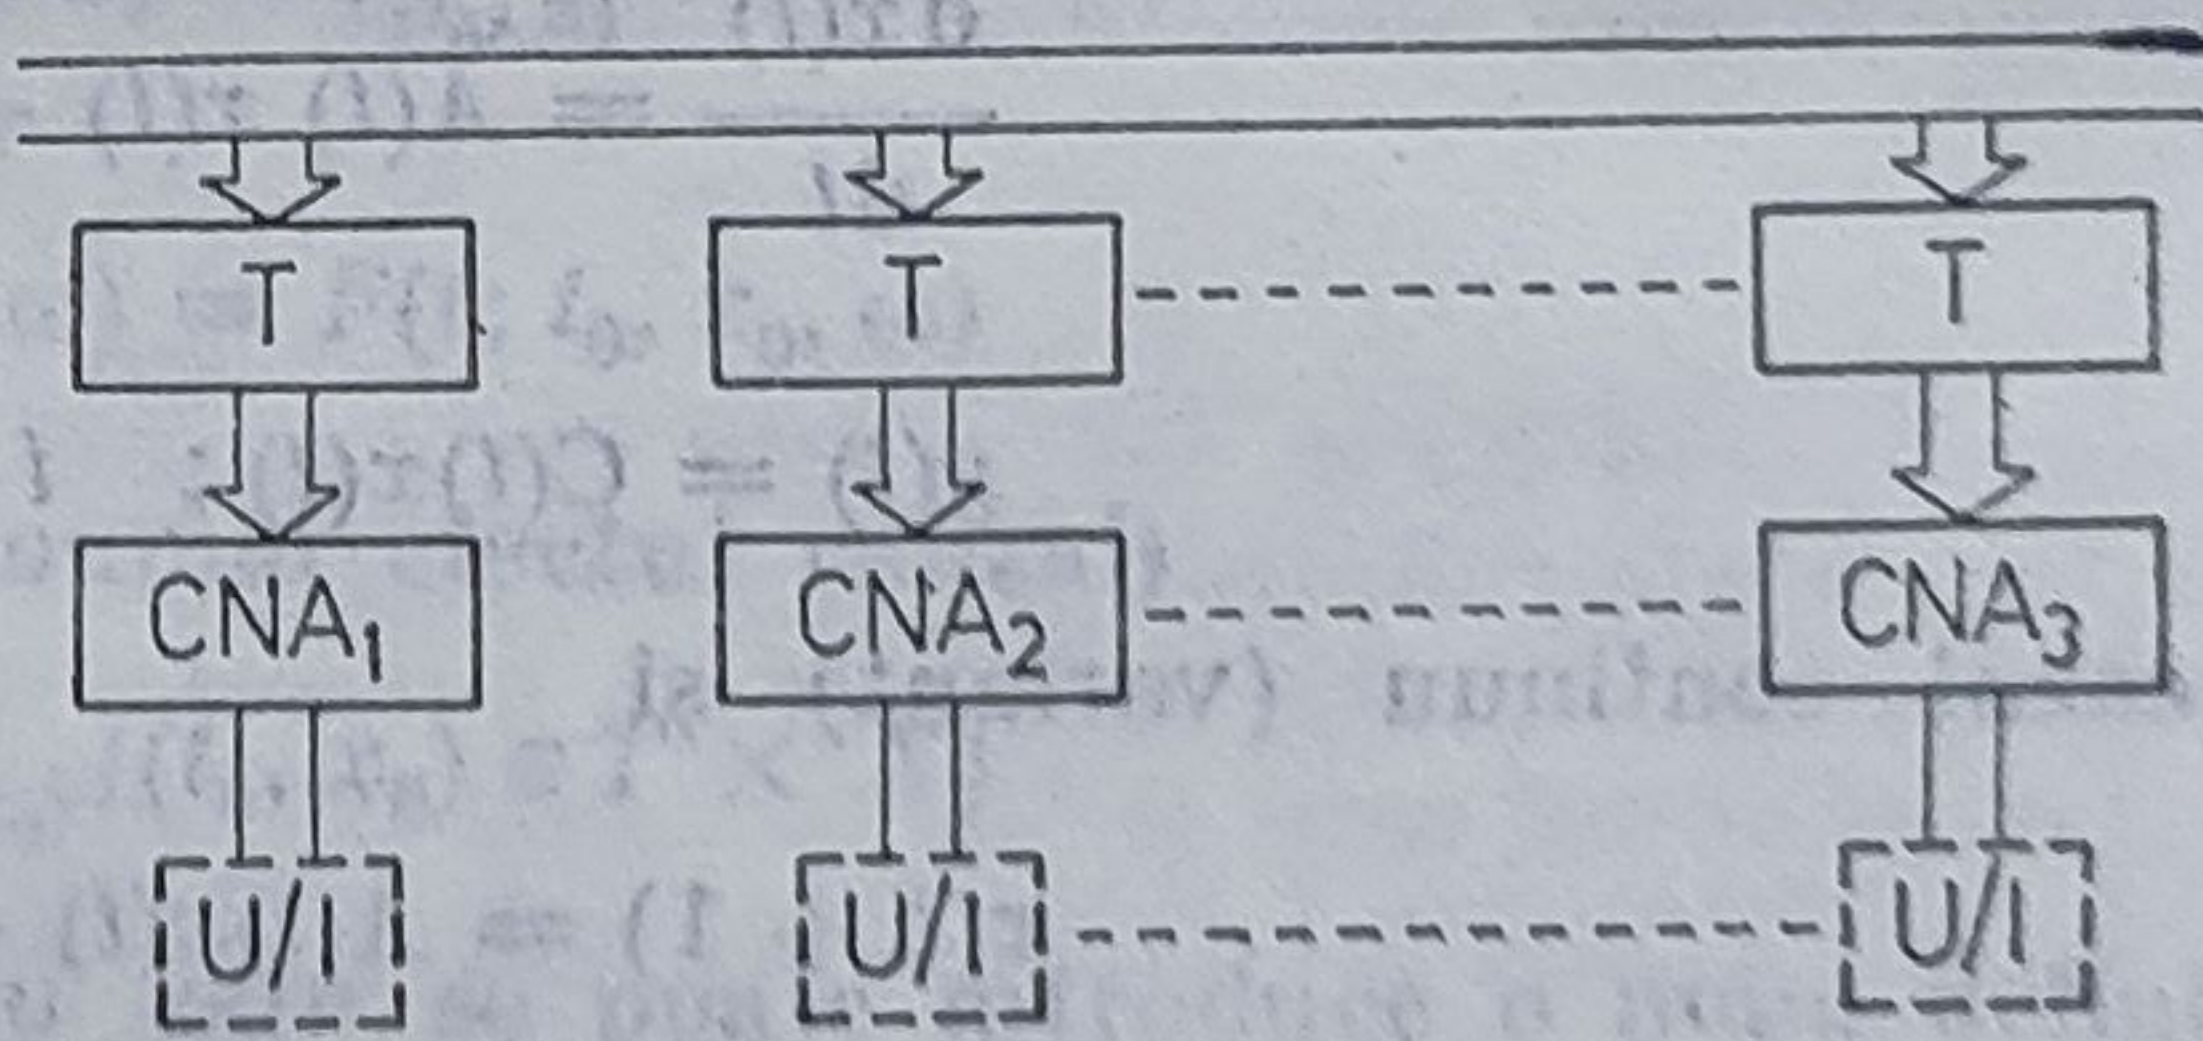 T T T
CNA₁ CNA₂ CNA₃
U/I U/I U/I